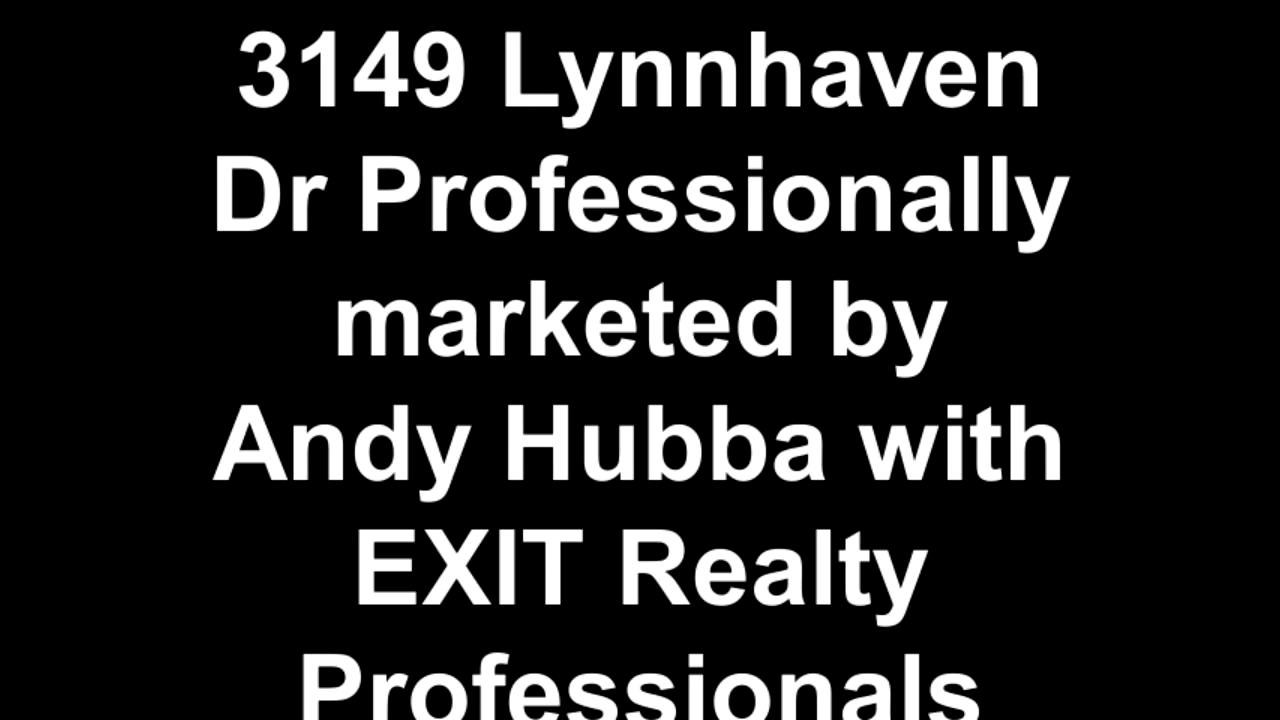 3149 Lynnhaven
Dr Professionally
marketed by
Andy Hubba with
EXIT Realty
Professionals